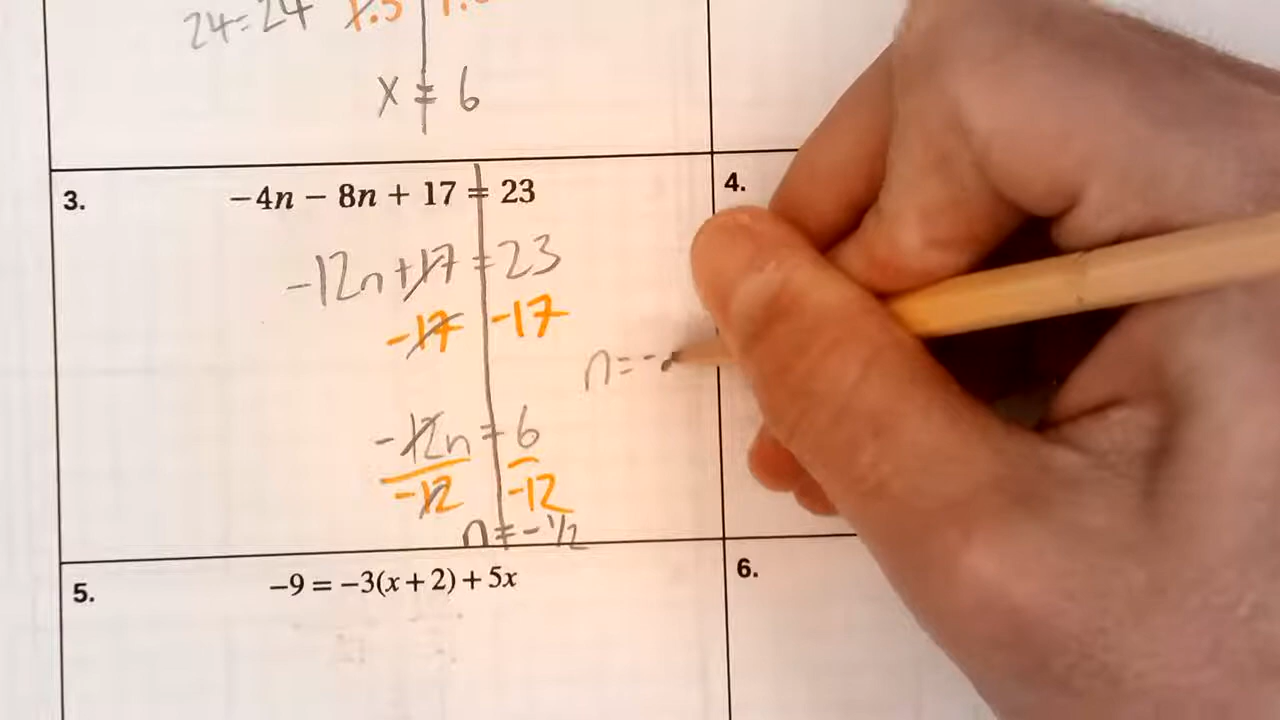 24=24
x = 6
3. −4n − 8n + 17 = 23
4.
-12n+17 = 23
-17 -17
n=-
-12n = 6
-12 -12
n = -1/2
5. −9 = −3(x + 2) + 5x
6.